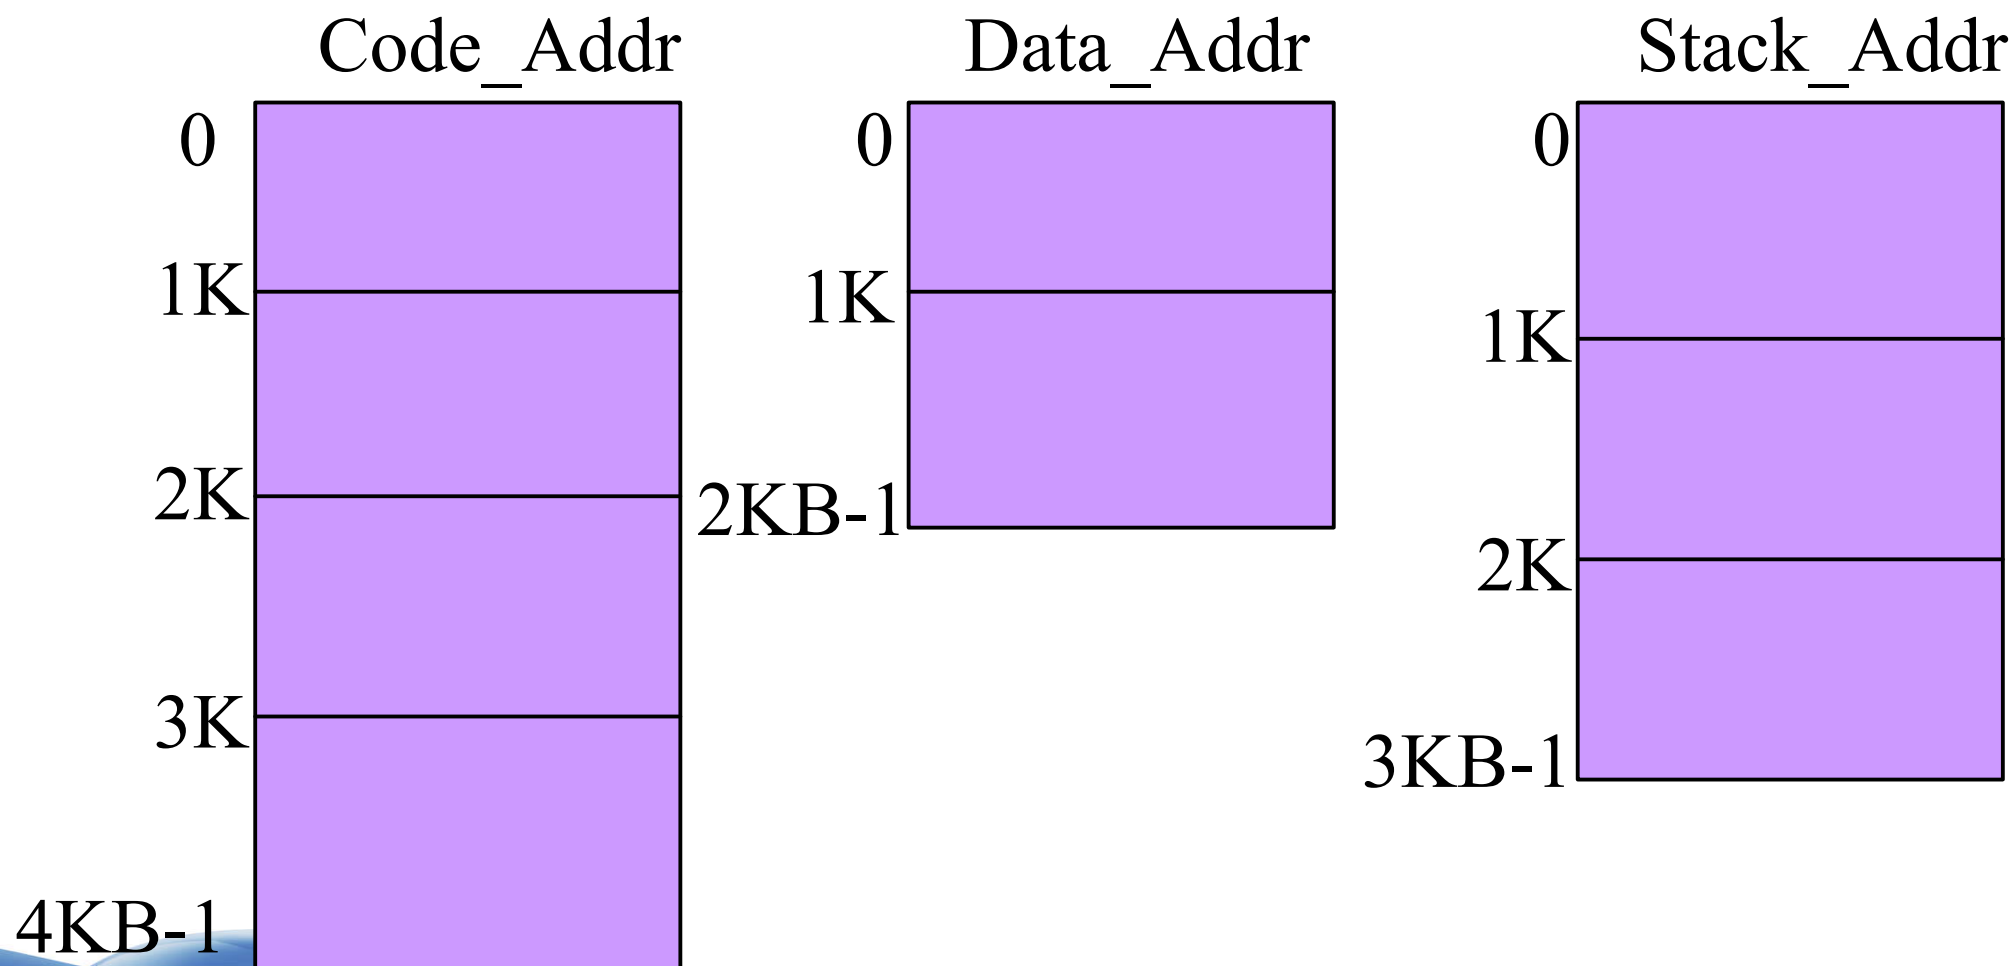 Code_Addr
0
1K
2K
3K
4KB-1
Data_Addr
0
1K
2KB-1
Stack_Addr
0
1K
2K
3KB-1